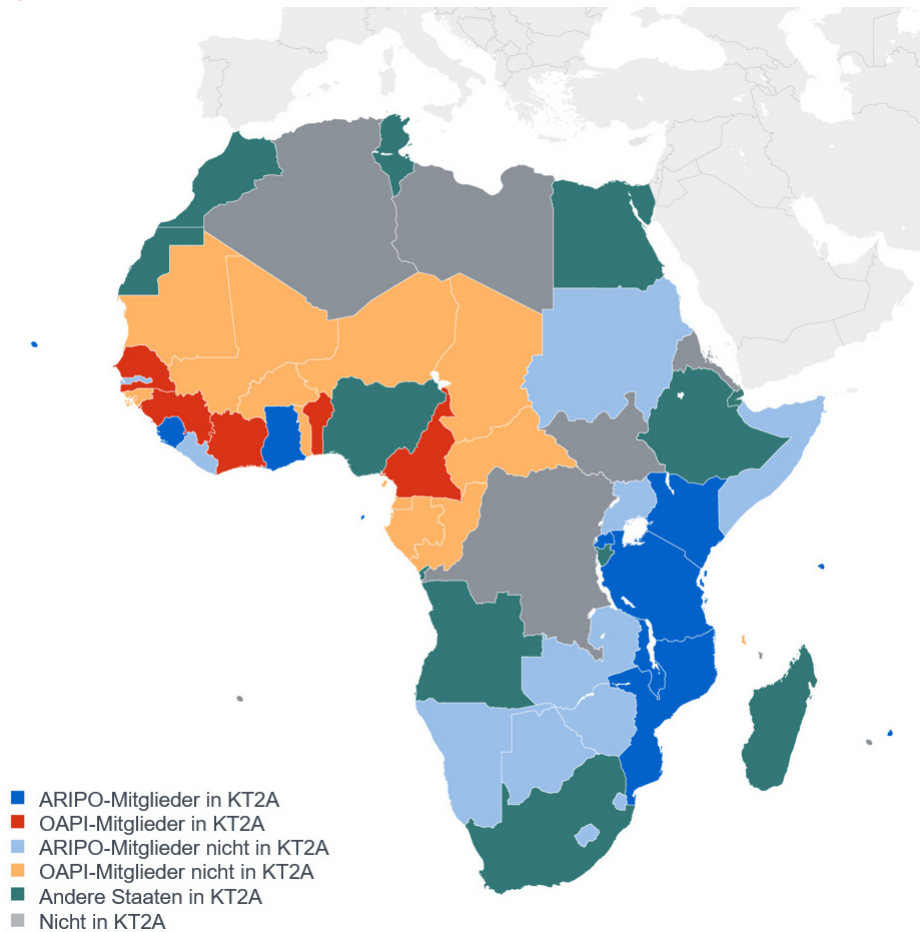 ARIPO-Mitglieder in KT2A
OAPI-Mitglieder in KT2A
ARIPO-Mitglieder nicht in KT2A
OAPI-Mitglieder nicht in KT2A
Andere Staaten in KT2A
Nicht in KT2A